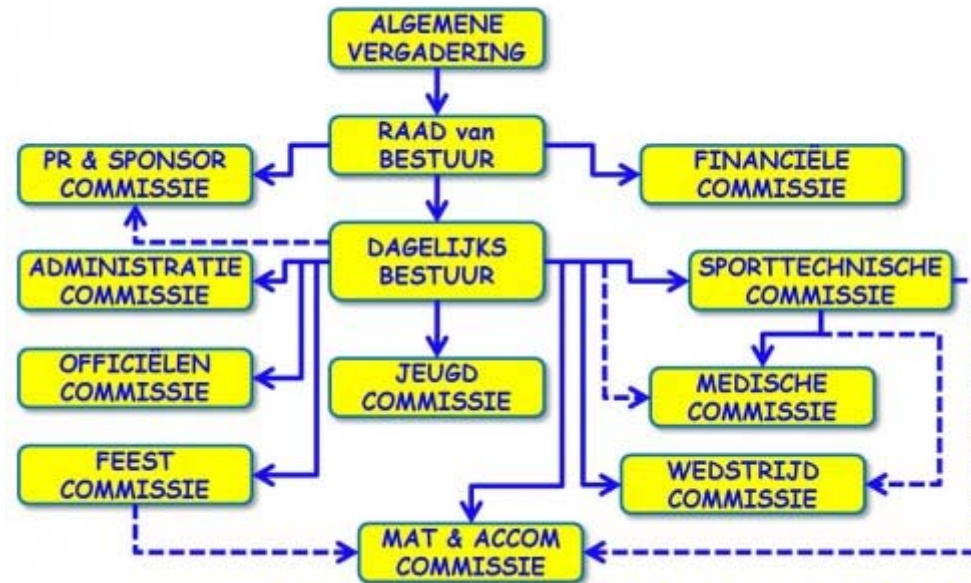 ALGEMENE
VERGADERING
RAAD van
BESTUUR
PR & SPONSOR
COMMISSIE
FINANCIËLE
COMMISSIE
DAGELIJKS
BESTUUR
ADMINISTRATIE
COMMISSIE
SPORTTECHNISCHE
COMMISSIE
OFFICIËLEN
COMMISSIE
JEUGD
COMMISSIE
MEDISCHE
COMMISSIE
FEEST
COMMISSIE
WEDSTRIJD
COMMISSIE
MAT & ACCOM
COMMISSIE